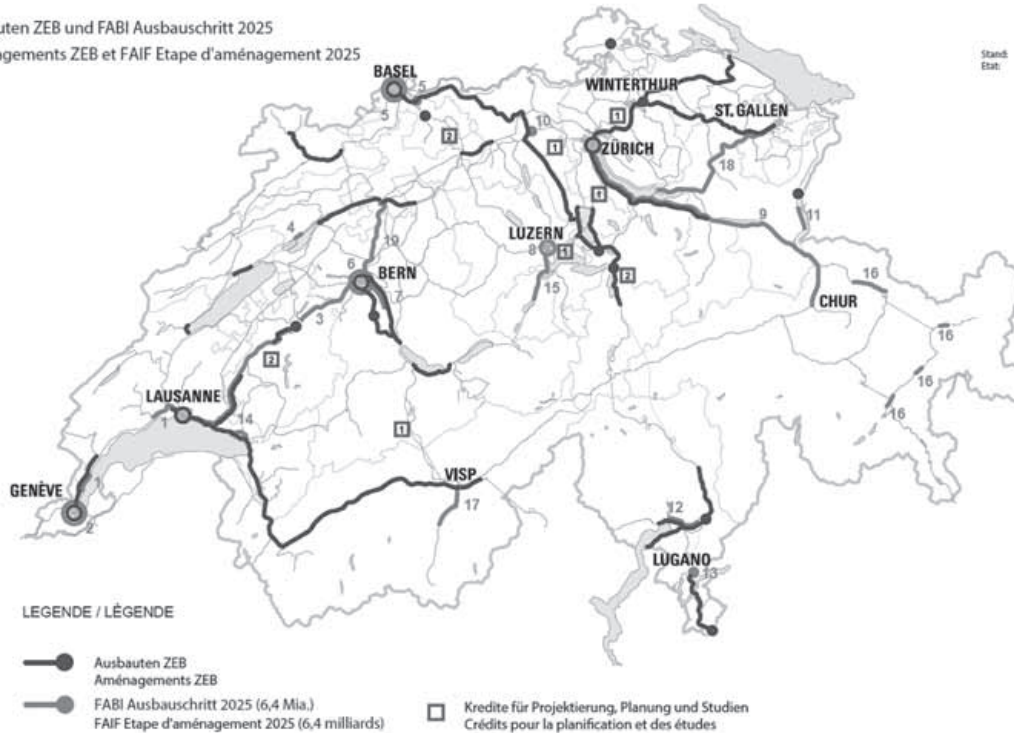 uten ZEB und FABI Ausbauschritt 2025
agements ZEB et FAIF Etape d'aménagement 2025
Stand:
Etat:
BASEL
5
5
2
10
WINTERTHUR
1
ST. GALLEN
1
ZÜRICH
18
1
4
19
LUZERN
8
1
9
11
6
BERN
7
2
15
16
3
CHUR
16
2
16
LAUSANNE
1
14
16
1
GENÈVE
1
2
VISP
17
12
LUGANO
13
LEGENDE / LÉGENDE
Ausbauten ZEB
Aménagements ZEB
FABI Ausbauschritt 2025 (6,4 Mia.)
FAIF Etape d'aménagement 2025 (6,4 milliards)
Kredite für Projektierung, Planung und Studien
Crédits pour la planification et des études